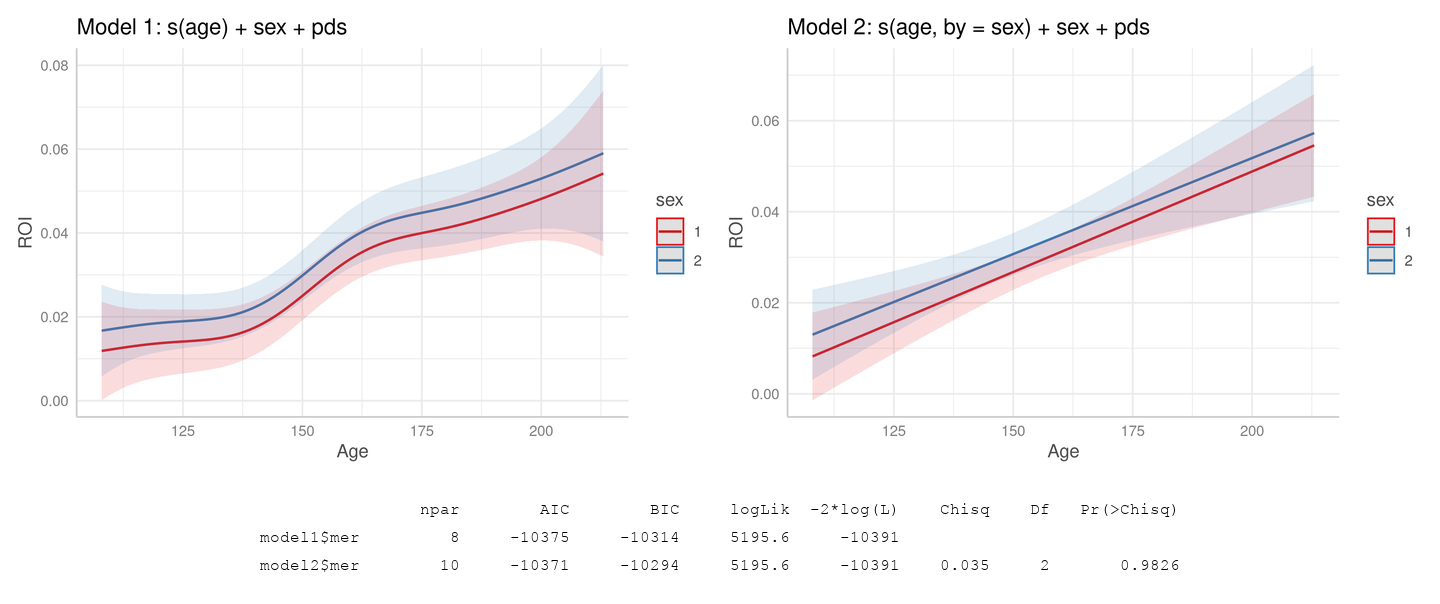 Model 1: s(age) + sex + pds
0.08
0.06
0.04
0.02
0.00
ROI
125 150 175 200
Age
sex
1
2
Model 2: s(age, by = sex) + sex + pds
0.06
0.04
0.02
0.00
ROI
125 150 175 200
Age
sex
1
2
npar AIC BIC logLik -2*log(L) Chisq Df Pr(>Chisq)
model1$mer 8 -10375 -10314 5195.6 -10391
model2$mer 10 -10371 -10294 5195.6 -10391 0.035 2 0.9826